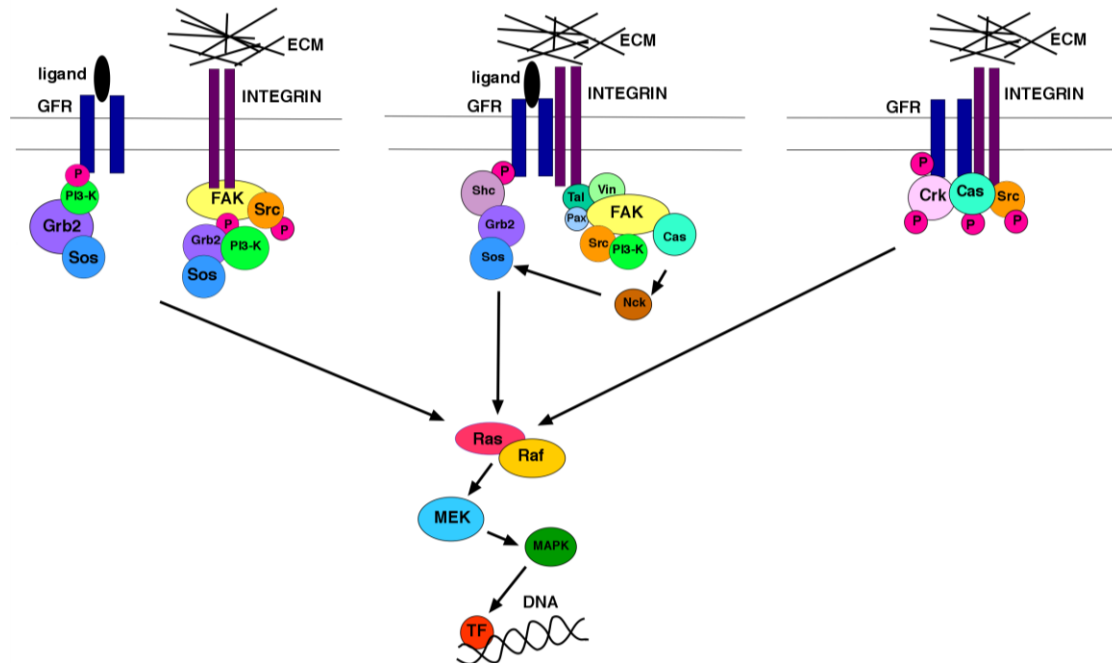 ECM
ligand
GFR
INTEGRIN
P
PI3-K
Grb2
Sos
FAK
Src
P
P
Grb2
PI3-K
Sos
ECM
ligand
GFR
INTEGRIN
P
Shc
Tal
Vin
Pax
FAK
Grb2
Src
PI3-K
Cas
Sos
Nck
ECM
INTEGRIN
GFR
P
Crk
Cas
Src
P
P
P
Ras
Raf
MEK
MAPK
DNA
TF